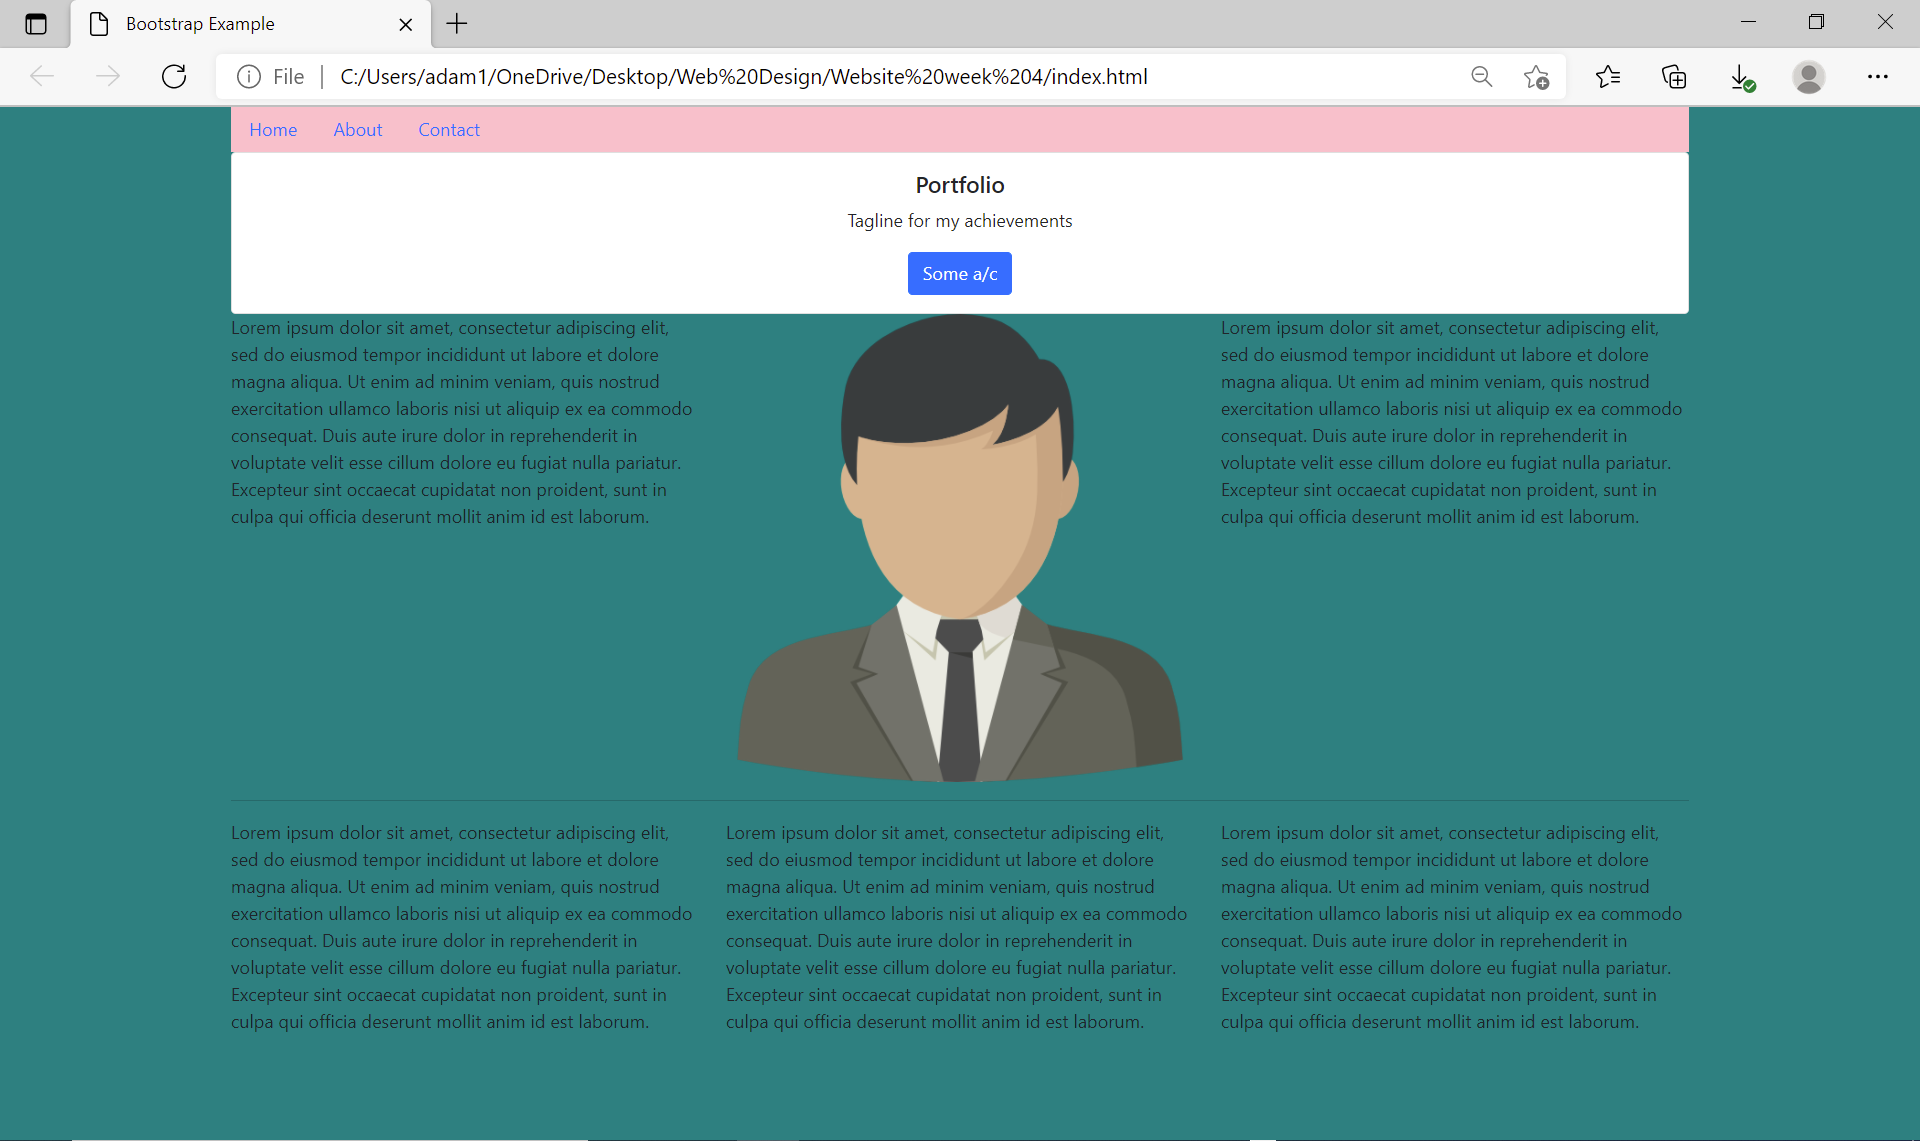 Bootstrap Example
File C:/Users/adam1/OneDrive/Desktop/Web%20Design/Website%20week%204/index.html
Home About Contact
Portfolio
Tagline for my achievements
Some a/c
Lorem ipsum dolor sit amet, consectetur adipiscing elit,
sed do eiusmod tempor incididunt ut labore et dolore
magna aliqua. Ut enim ad minim veniam, quis nostrud
exercitation ullamco laboris nisi ut aliquip ex ea commodo
consequat. Duis aute irure dolor in reprehenderit in
voluptate velit esse cillum dolore eu fugiat nulla pariatur.
Excepteur sint occaecat cupidatat non proident, sunt in
culpa qui officia deserunt mollit anim id est laborum.
Lorem ipsum dolor sit amet, consectetur adipiscing elit,
sed do eiusmod tempor incididunt ut labore et dolore
magna aliqua. Ut enim ad minim veniam, quis nostrud
exercitation ullamco laboris nisi ut aliquip ex ea commodo
consequat. Duis aute irure dolor in reprehenderit in
voluptate velit esse cillum dolore eu fugiat nulla pariatur.
Excepteur sint occaecat cupidatat non proident, sunt in
culpa qui officia deserunt mollit anim id est laborum.
Lorem ipsum dolor sit amet, consectetur adipiscing elit,
sed do eiusmod tempor incididunt ut labore et dolore
magna aliqua. Ut enim ad minim veniam, quis nostrud
exercitation ullamco laboris nisi ut aliquip ex ea commodo
consequat. Duis aute irure dolor in reprehenderit in
voluptate velit esse cillum dolore eu fugiat nulla pariatur.
Excepteur sint occaecat cupidatat non proident, sunt in
culpa qui officia deserunt mollit anim id est laborum.
Lorem ipsum dolor sit amet, consectetur adipiscing elit,
sed do eiusmod tempor incididunt ut labore et dolore
magna aliqua. Ut enim ad minim veniam, quis nostrud
exercitation ullamco laboris nisi ut aliquip ex ea commodo
consequat. Duis aute irure dolor in reprehenderit in
voluptate velit esse cillum dolore eu fugiat nulla pariatur.
Excepteur sint occaecat cupidatat non proident, sunt in
culpa qui officia deserunt mollit anim id est laborum.
Lorem ipsum dolor sit amet, consectetur adipiscing elit,
sed do eiusmod tempor incididunt ut labore et dolore
magna aliqua. Ut enim ad minim veniam, quis nostrud
exercitation ullamco laboris nisi ut aliquip ex ea commodo
consequat. Duis aute irure dolor in reprehenderit in
voluptate velit esse cillum dolore eu fugiat nulla pariatur.
Excepteur sint occaecat cupidatat non proident, sunt in
culpa qui officia deserunt mollit anim id est laborum.